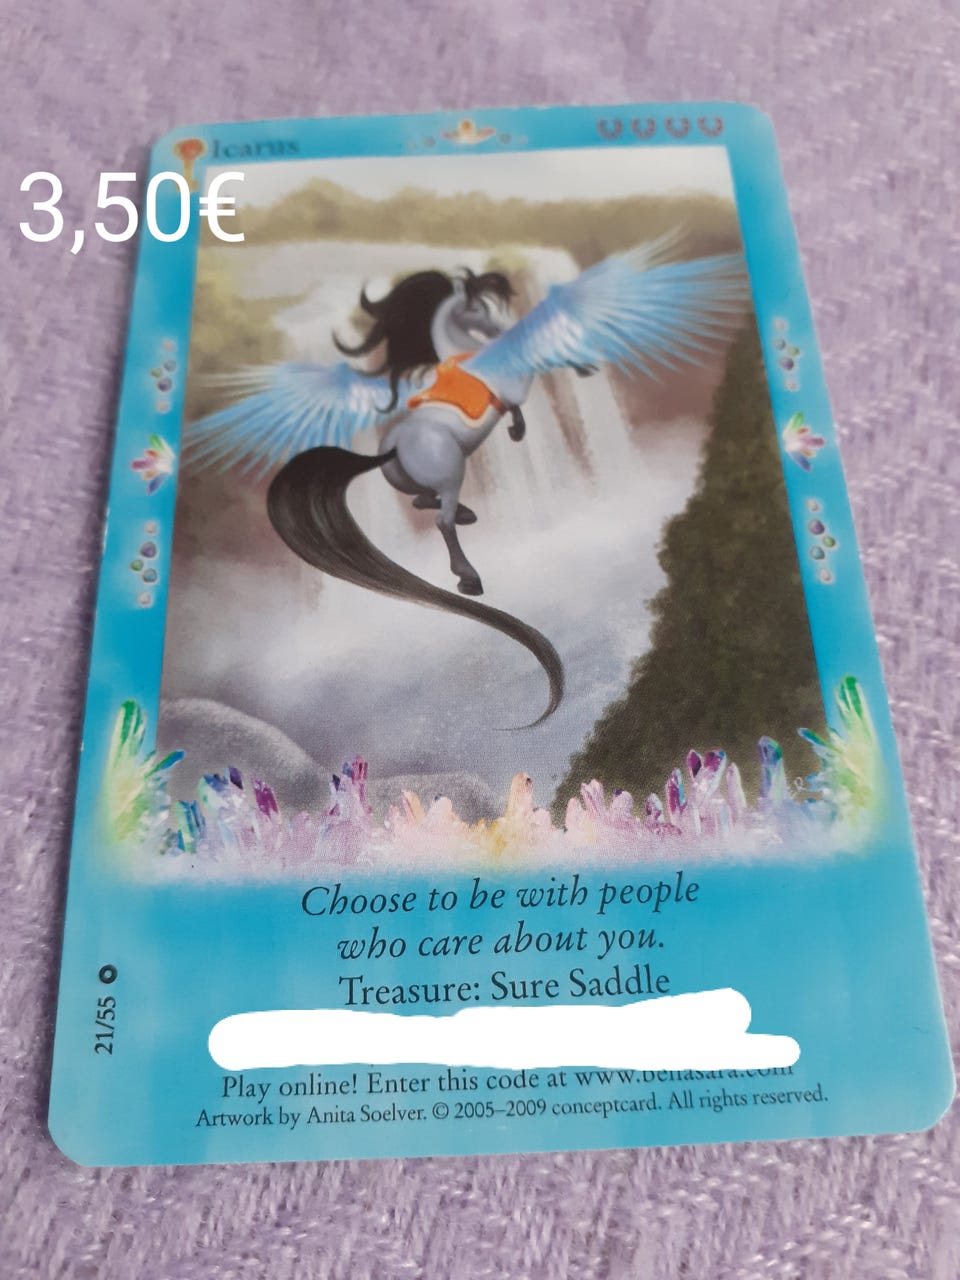 Icarus
3,50€
Choose to be with people
who care about you.
Treasure: Sure Saddle
Play online! Enter this code at www.bellasara.com
Artwork by Anita Soelver. © 2005–2009 conceptcard. All rights reserved.
21/55